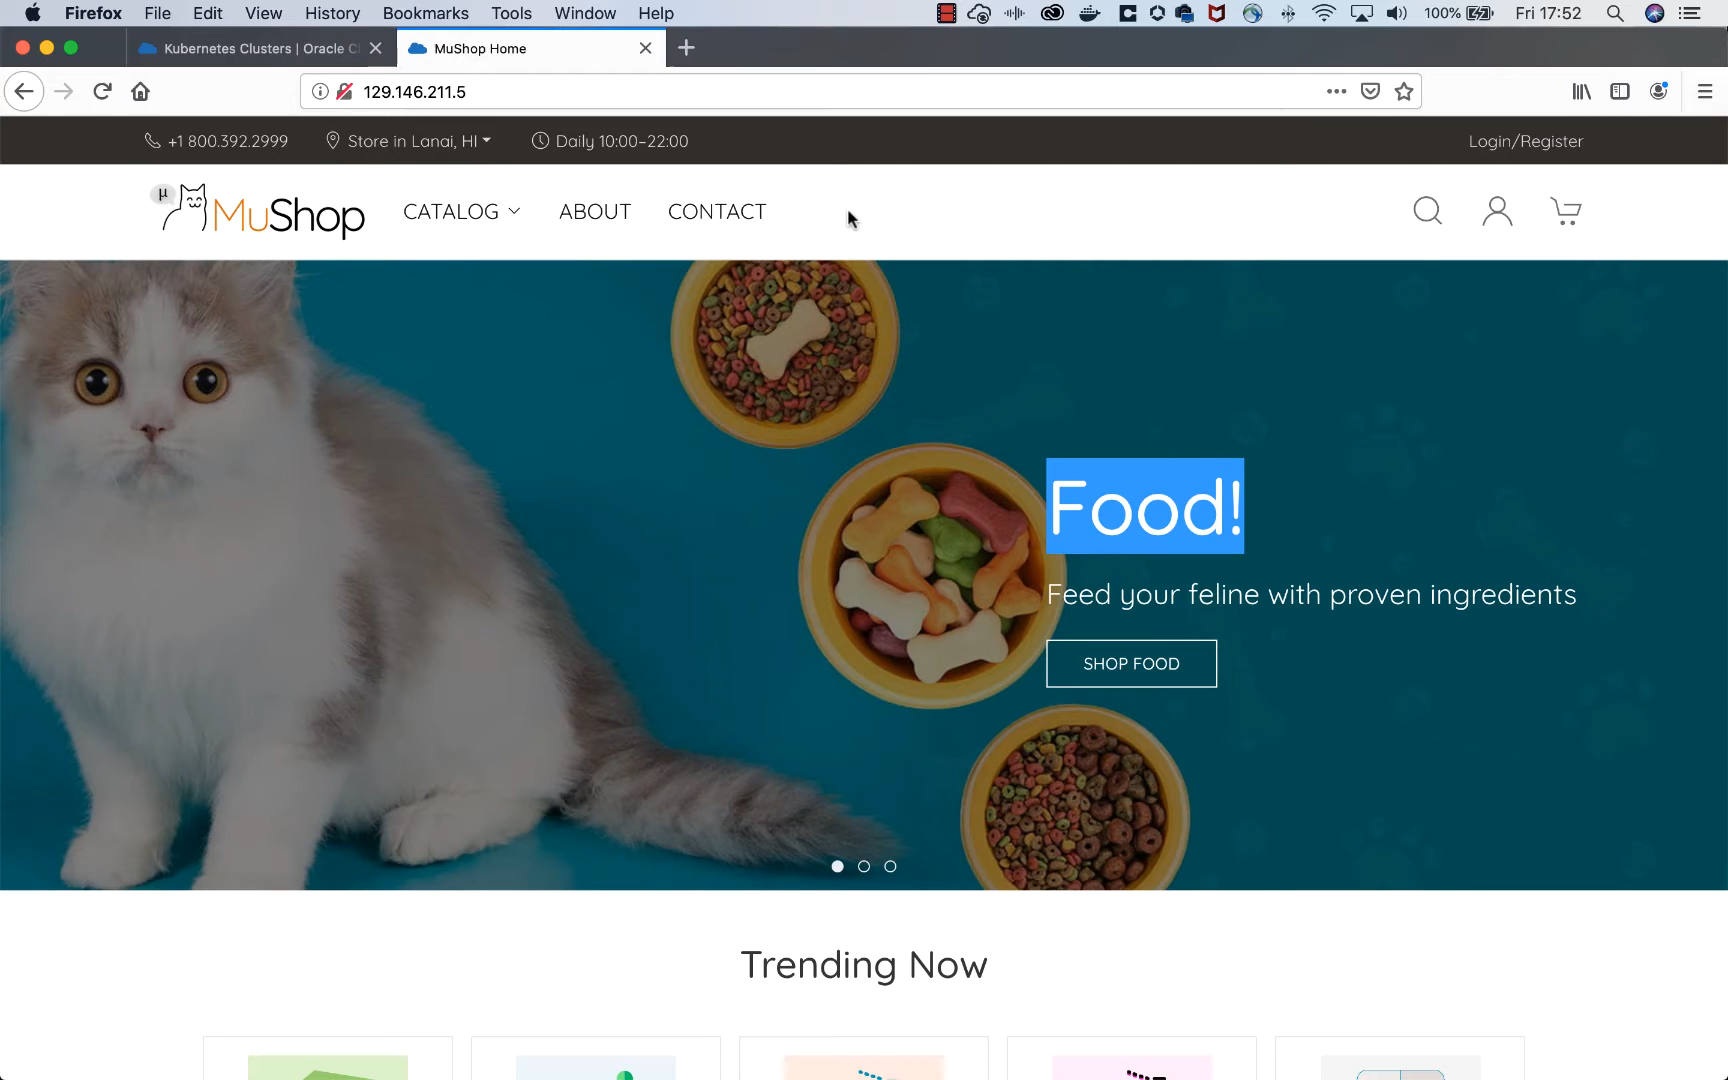 Firefox File Edit View History Bookmarks Tools Window Help 100% Fri 17:52
Kubernetes Clusters | Oracle Cl
MuShop Home
129.146.211.5
+1 800.392.2999 Store in Lanai, HI Daily 10:00–22:00 Login/Register
µ MuShop CATALOG ABOUT CONTACT
Food!
Feed your feline with proven ingredients
SHOP FOOD
Trending Now